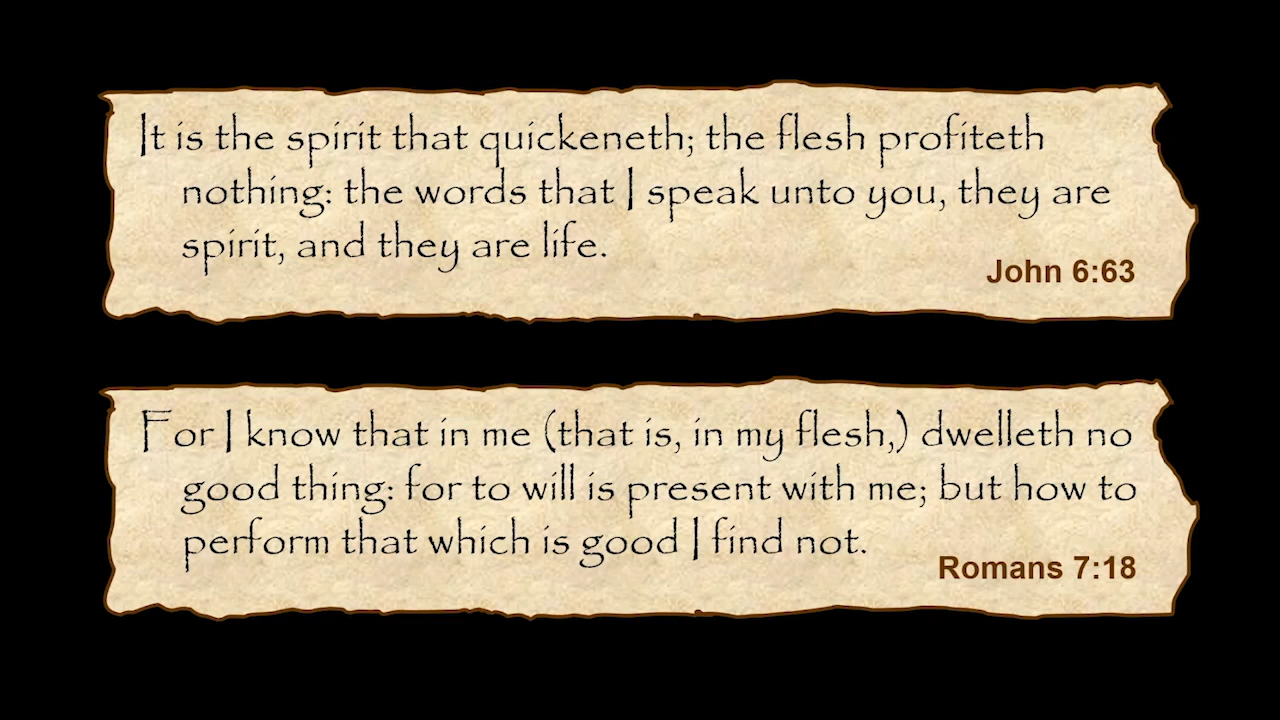 It is the spirit that quickeneth; the flesh profiteth
nothing: the words that I speak unto you, they are
spirit, and they are life.
John 6:63
For I know that in me (that is, in my flesh,) dwelleth no
good thing: for to will is present with me; but how to
perform that which is good I find not.
Romans 7:18